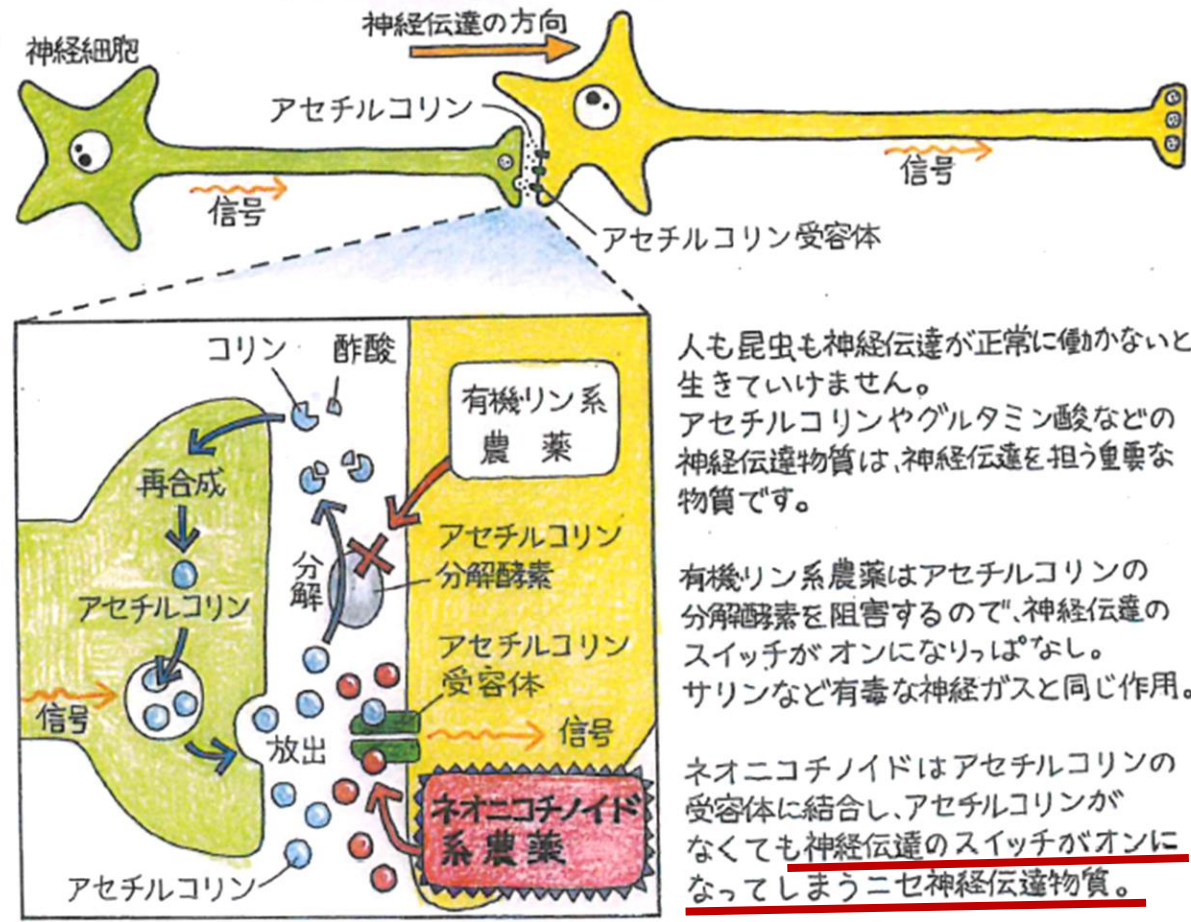 神経細胞
神経伝達の方向
アセチルコリン
信号
信号
アセチルコリン受容体
コリン
酢酸
有機リン系
農薬
再合成
アセチルコリン
分解酵素
分解
アセチルコリン
アセチルコリン
受容体
信号
放出
信号
ネオニコチノイド
系農薬
アセチルコリン
人も昆虫も神経伝達が正常に働かないと
生きていけません。
アセチルコリンやグルタミン酸などの
神経伝達物質は、神経伝達を担う重要な
物質です。
有機リン系農薬はアセチルコリンの
分解酵素を阻害するので、神経伝達の
スイッチがオンになりっぱなし。
サリンなど有毒な神経ガスと同じ作用。
ネオニコチノイドはアセチルコリンの
受容体に結合し、アセチルコリンが
なくても神経伝達のスイッチがオンに
なってしまうニセ神経伝達物質。